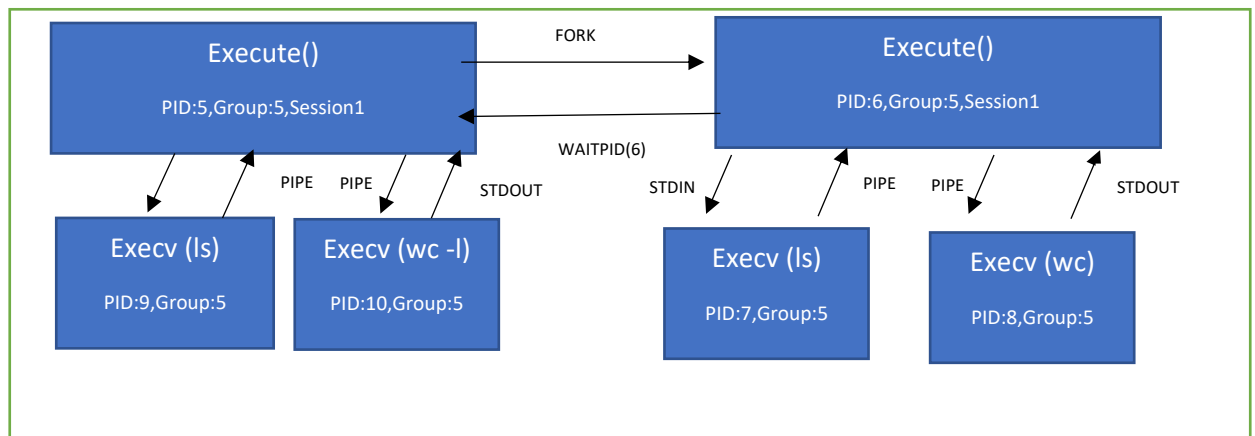 FORK
Execute()
PID:5,Group:5,Session1
Execute()
PID:6,Group:5,Session1
WAITPID(6)
PIPE
PIPE
STDOUT
STDIN
PIPE
PIPE
STDOUT
Execv (ls)
PID:9,Group:5
Execv (wc -l)
PID:10,Group:5
Execv (ls)
PID:7,Group:5
Execv (wc)
PID:8,Group:5